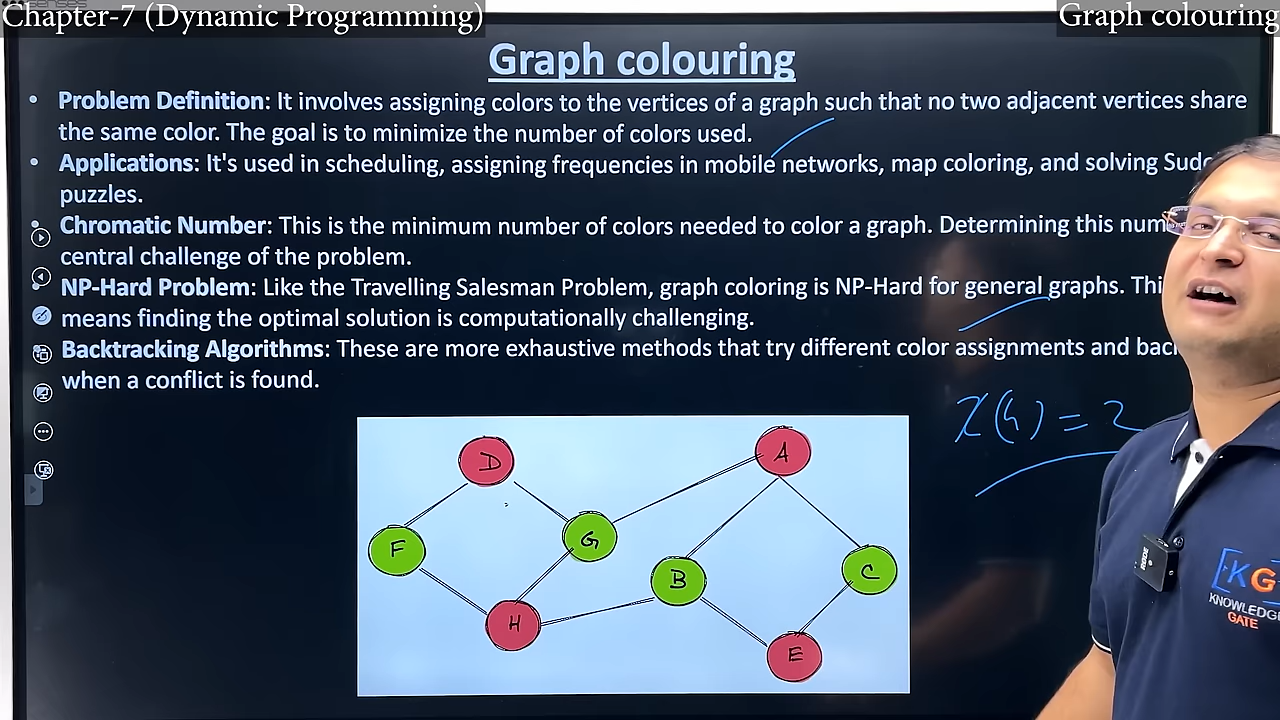 Chapter-7 (Dynamic Programming)
Graph colouring
Graph colouring
• Problem Definition: It involves assigning colors to the vertices of a graph such that no two adjacent vertices share
the same color. The goal is to minimize the number of colors used.
• Applications: It's used in scheduling, assigning frequencies in mobile networks, map coloring, and solving Sud
puzzles.
• Chromatic Number: This is the minimum number of colors needed to color a graph. Determining this num
central challenge of the problem.
• NP-Hard Problem: Like the Travelling Salesman Problem, graph coloring is NP-Hard for general graphs. Thi
means finding the optimal solution is computationally challenging.
• Backtracking Algorithms: These are more exhaustive methods that try different color assignments and bac
when a conflict is found.
χ(G) = 2
D
A
F
G
B
C
H
E
KG
KNOWLEDGE
GATE